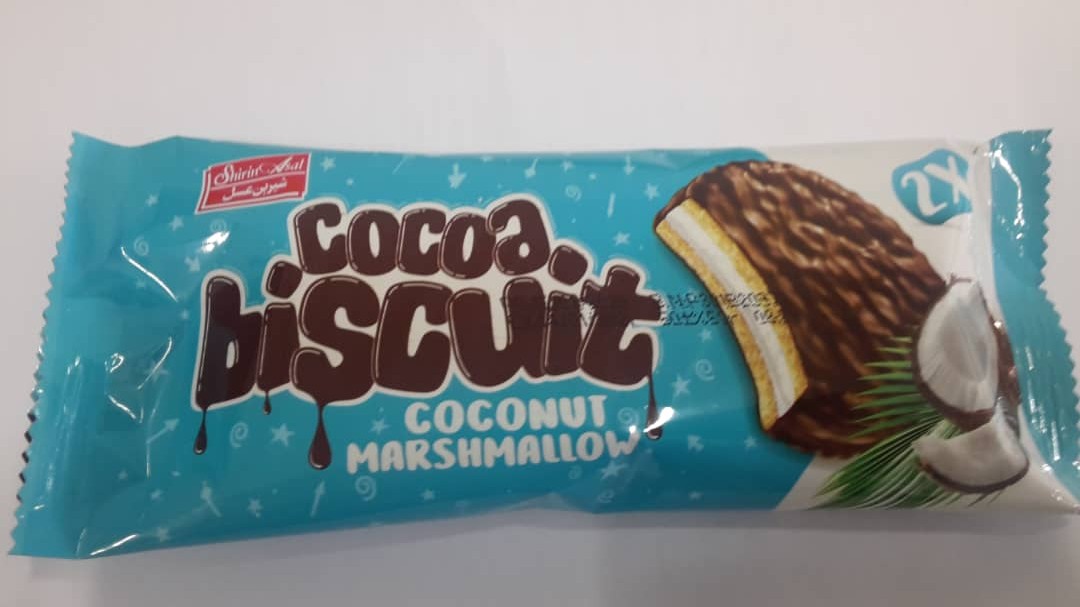 Shirin Asal
شیرین عسل
2X
cocoa
biscuit
COCONUT
MARSHMALLOW